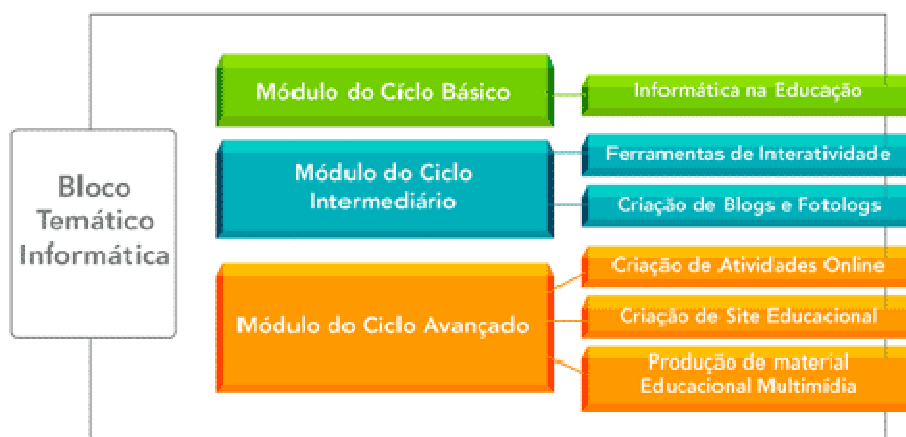 Bloco
Temático
Informática
Módulo do Ciclo Básico
Informática na Educação
Módulo do Ciclo
Intermediário
Ferramentas de Interatividade
Criação de Blogs e Fotologs
Módulo do Ciclo Avançado
Criação de Atividades Online
Criação de Site Educacional
Produção de material
Educacional Multimídia